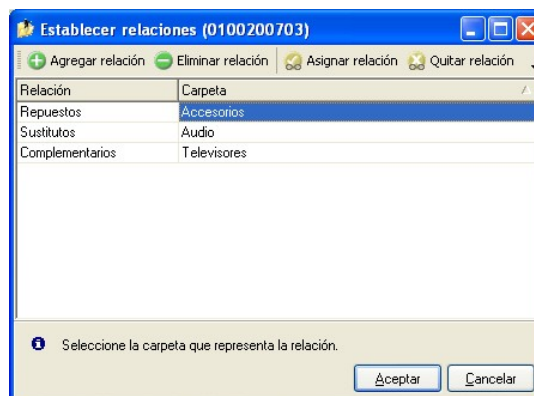 Establecer relaciones (0100200703)
Agregar relación Eliminar relación Asignar relación Quitar relación
Relación Carpeta
Repuestos Accesorios
Sustitutos Audio
Complementarios Televisores
Seleccione la carpeta que representa la relación.
Aceptar Cancelar